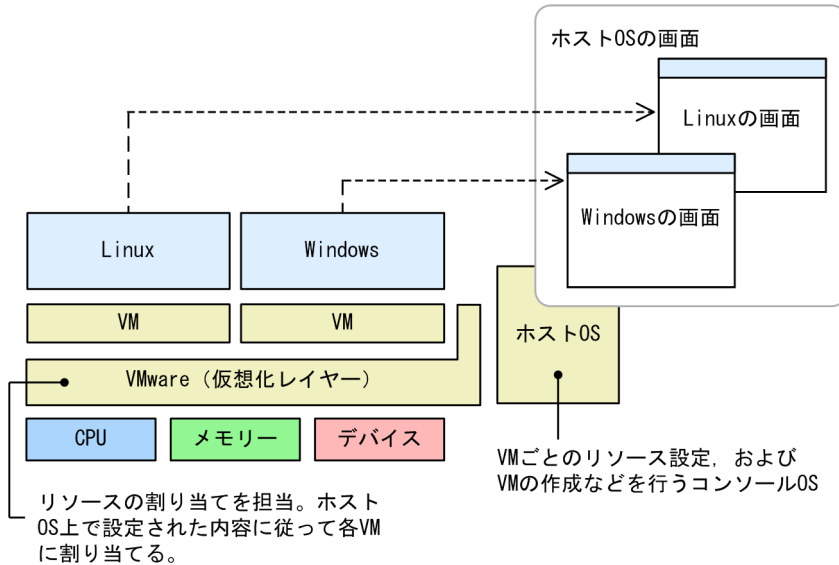 ホストOSの画面
Linuxの画面
Windowsの画面
Linux
Windows
VM
VM
ホストOS
VMware（仮想化レイヤー）
CPU
メモリー
デバイス
VMごとのリソース設定，および
VMの作成などを行うコンソールOS
リソースの割り当てを担当。ホスト
OS上で設定された内容に従って各VM
に割り当てる。